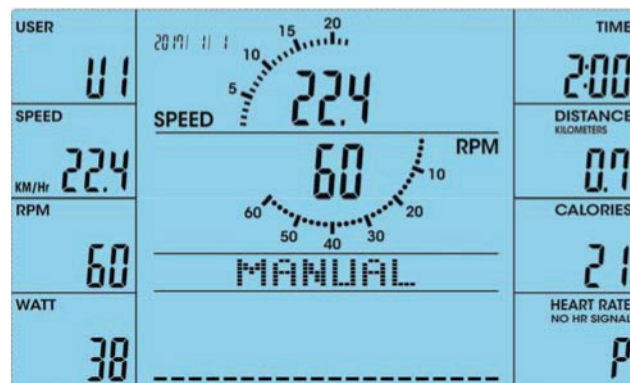 USER
U1
SPEED
KM/Hr 22.4
RPM
60
WATT
38
2019/ 1/ 1
5 10 15 20
SPEED 22.4
60 RPM
10 20 30 40 50 60
MANUAL
TIME
2:00
DISTANCE
KILOMETERS
0.7
CALORIES
21
HEART RATE
NO HR SIGNAL
P